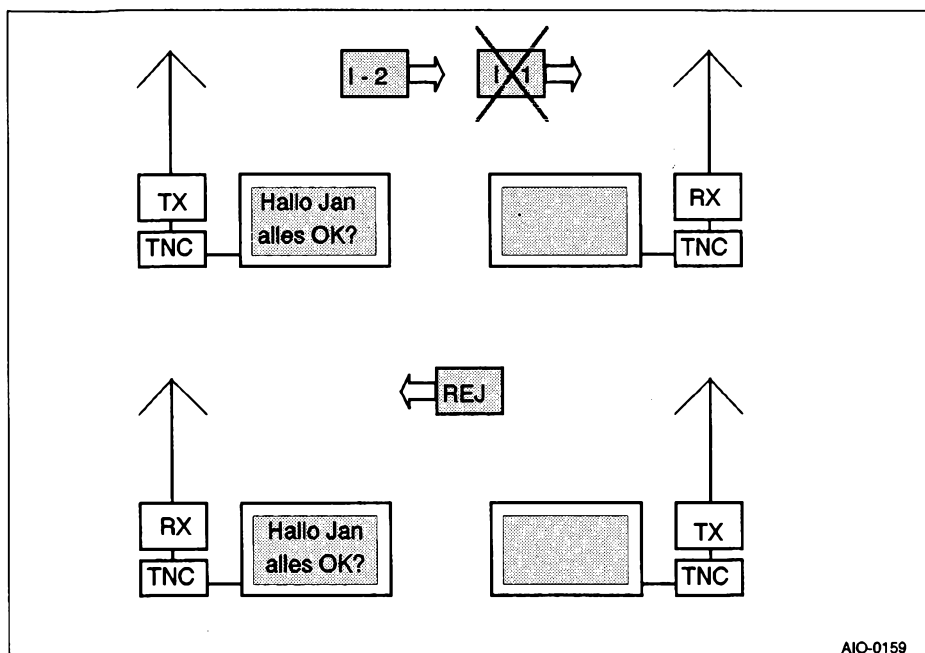 I - 2
I - 1
TX
Hallo Jan
alles OK?
RX
TNC
TNC
REJ
RX
Hallo Jan
alles OK?
TX
TNC
TNC
AIO-0159